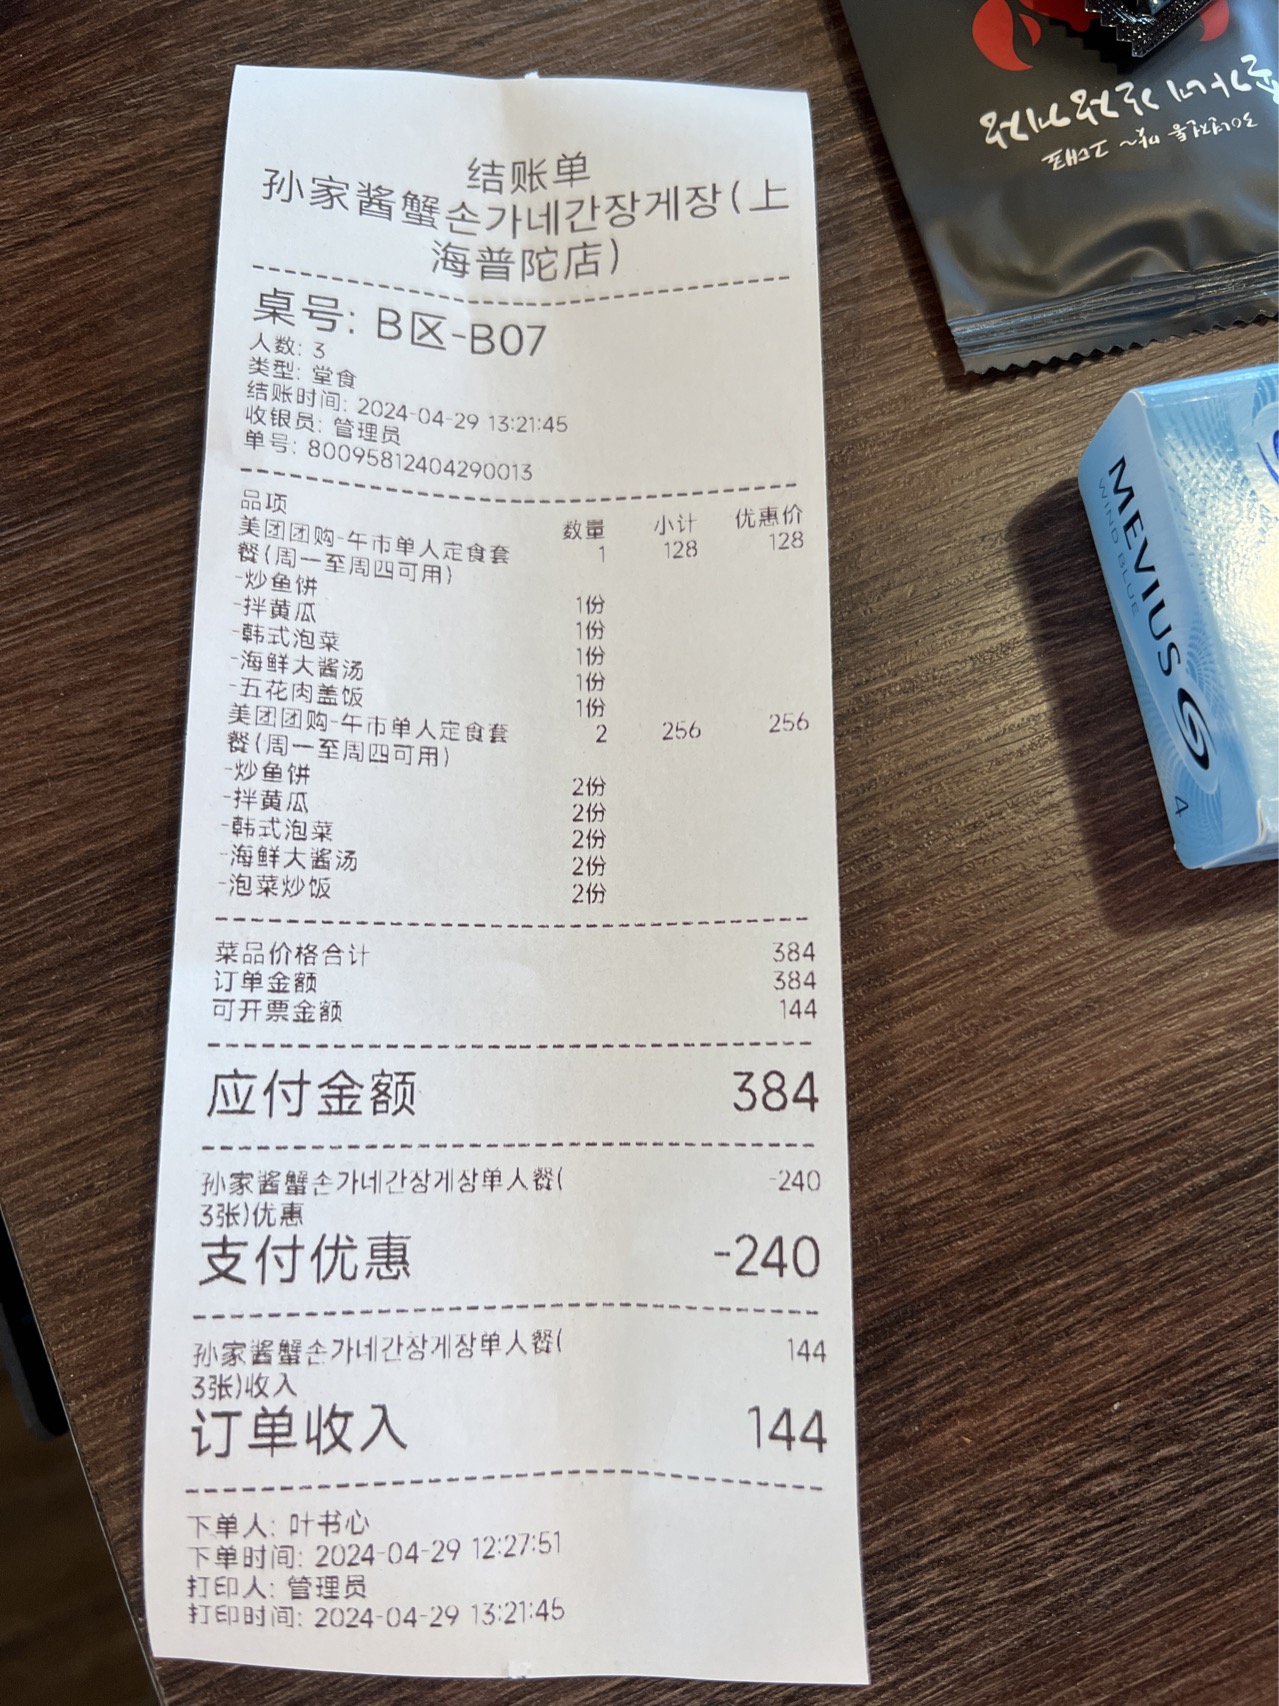 结账单
孙家酱蟹손가네간장게장(上
海普陀店)
桌号: B区-B07
人数: 3
类型: 堂食
结账时间: 2024-04-29 13:21:45
收银员: 管理员
单号: 80095812404290013
品项 数量 小计 优惠价
美团团购-午市单人定食套 1 128 128
餐(周一至周四可用)
-炒鱼饼 1份
-拌黄瓜 1份
-韩式泡菜 1份
-海鲜大酱汤 1份
-五花肉盖饭 1份
美团团购-午市单人定食套 2 256 256
餐(周一至周四可用)
-炒鱼饼 2份
-拌黄瓜 2份
-韩式泡菜 2份
-海鲜大酱汤 2份
-泡菜炒饭 2份
菜品价格合计 384
订单金额 384
可开票金额 144
应付金额 384
孙家酱蟹손가네간장게장单人餐( -240
3张)优惠
支付优惠 -240
孙家酱蟹손가네간장게장单人餐( 144
3张)收入
订单收入 144
下单人: 叶书心
下单时间: 2024-04-29 12:27:51
打印人: 管理员
打印时间: 2024-04-29 13:21:45
MEVIUS
WIND BLUE
4